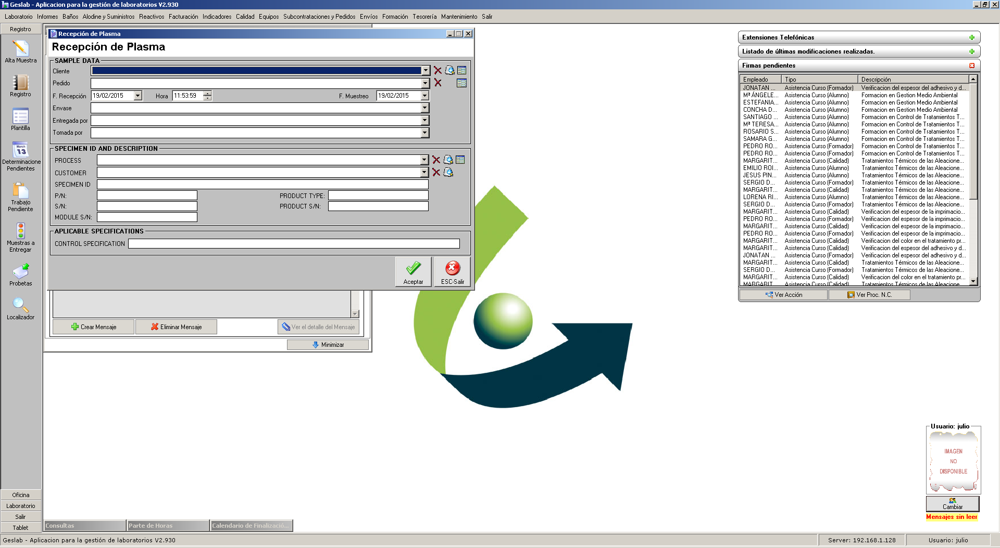 Geslab - Aplicacion para la gestión de laboratorios V2.930
Laboratorio Informes Baños Alodine y Suministros Reactivos Facturación Indicadores Calidad Equipos Subcontrataciones y Pedidos Envíos Formación Tesorería Mantenimiento Salir
Registro
Alta Muestra
Registro
Plantilla
March
13
Determinacione
Pendientes
Trabajo
Pendiente
Muestras a
Entregar
Probetas
Localizador
Oficina
Laboratorio
Salir
Tablet
Recepción de Plasma
Recepción de Plasma
SAMPLE DATA
Cliente
Pedido
F. Recepción 19/02/2015 Hora 11:53:59 F. Muestreo 19/02/2015
Envase
Entregada por
Tomada por
SPECIMEN ID AND DESCRIPTION
PROCESS
CUSTOMER
SPECIMEN ID
P/N: PRODUCT TYPE:
S/N: PRODUCT S/N:
MODULE S/N:
APLICABLE SPECIFICATIONS
CONTROL SPECIFICATION
Aceptar ESC-Salir
Crear Mensaje Eliminar Mensaje Ver el detalle del Mensaje
Minimizar
Extensiones Telefónicas
Listado de últimas modificaciones realizadas.
Firmas pendientes
Empleado Tipo Descripción
JONATAN ... Asistencia Curso (Formador) Verificacion del espesor del adhesivo y d...
Mª ÁNGELE... Asistencia Curso (Alumno) Formacion en Gestion Medio Ambiental
ESTEFANIA... Asistencia Curso (Alumno) Formacion en Gestion Medio Ambiental
CONCHA D... Asistencia Curso (Alumno) Formacion en Gestion Medio Ambiental
SANTIAGO ... Asistencia Curso (Alumno) Formacion en Control de Tratamientos T...
Mª TERESA... Asistencia Curso (Alumno) Formacion en Control de Tratamientos T...
ROSARIO S... Asistencia Curso (Alumno) Formacion en Control de Tratamientos T...
SAMARA G... Asistencia Curso (Alumno) Formacion en Control de Tratamientos T...
PEDRO RO... Asistencia Curso (Formador) Formacion en Control de Tratamientos T...
PEDRO RO... Asistencia Curso (Alumno) Formacion en Control de Tratamientos T...
MARGARIT... Asistencia Curso (Calidad) Tratamientos Térmicos de las Aleacione...
EMILIO ROI... Asistencia Curso (Alumno) Tratamientos Térmicos de las Aleacione...
JESUS PIN... Asistencia Curso (Alumno) Tratamientos Térmicos de las Aleacione...
SERGIO D... Asistencia Curso (Formador) Tratamientos Térmicos de las Aleacione...
MARGARIT... Asistencia Curso (Calidad) Tratamientos Térmicos de las Aleacione...
LORENA RI... Asistencia Curso (Alumno) Tratamientos Térmicos de las Aleacione...
SERGIO D... Asistencia Curso (Formador) Tratamientos Térmicos de las Aleacione...
MARGARIT... Asistencia Curso (Calidad) Verificacion del espesor de la imprimacio...
PEDRO RO... Asistencia Curso (Formador) Verificacion del espesor de la imprimacio...
MARGARIT... Asistencia Curso (Calidad) Verificacion del espesor de la imprimacio...
PEDRO RO... Asistencia Curso (Formador) Verificacion del espesor de la imprimacio...
MARGARIT... Asistencia Curso (Calidad) Verificacion del color en el tratamiento pr...
MARGARIT... Asistencia Curso (Calidad) Verificacion del espesor del adhesivo y d...
JONATAN ... Asistencia Curso (Formador) Verificacion del espesor del adhesivo y d...
MARGARIT... Asistencia Curso (Calidad) Tratamientos Térmicos de las Aleacione...
SERGIO D... Asistencia Curso (Formador) Tratamientos Térmicos de las Aleacione...
MARGARIT... Asistencia Curso (Calidad) Verificacion del color en el tratamiento pr...
MARGARIT... Asistencia Curso (Calidad) Tratamientos Térmicos de las Aleacione...
Ver Acción Ver Proc. N.C.
Usuario: julio
IMAGEN
NO
DISPONIBLE
Cambiar
Mensajes sin leer
Consultas Parte de Horas Calendario de Finalizació...
Geslab - Aplicacion para la gestión de laboratorios V2.930 Server: 192.168.1.128 Usuario: julio